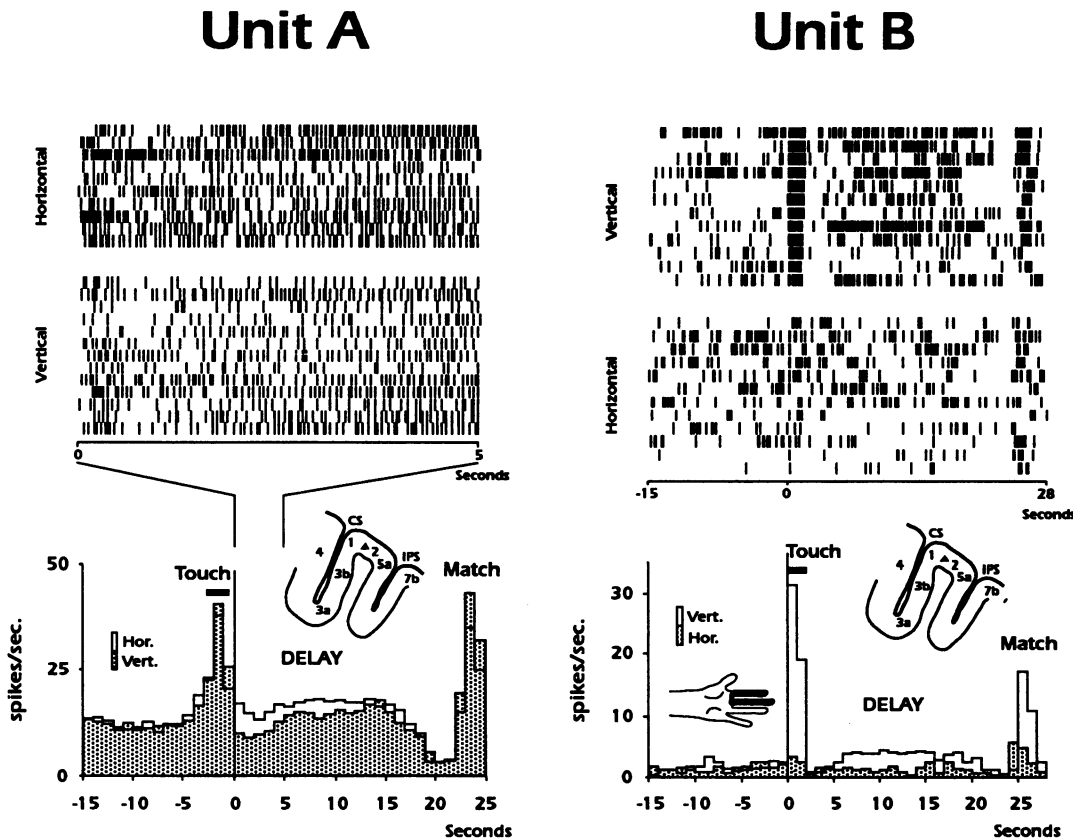 Unit A
Horizontal
Vertical
0 5
Seconds
CS
1 2
4 IPS
3b 5a
7b
3a
Touch
Match
DELAY
Hor.
Vert.
spikes/sec.
50
25
0
-15 -10 -5 0 5 10 15 20 25
Seconds
Unit B
Vertical
Horizontal
-15 0 28
Seconds
CS
1 2
4 IPS
3b 5a
7b
3a
Touch
Match
DELAY
Vert.
Hor.
spikes/sec.
30
20
10
0
-15 -10 -5 0 5 10 15 20 25
Seconds